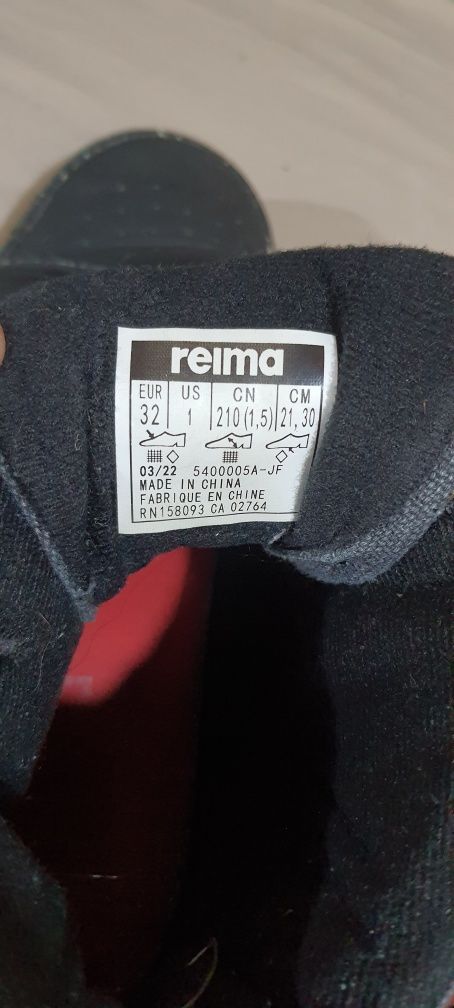 reima
EUR US CN CM
32 1 210(1,5) 21,30
03/22 5400005A-JF
MADE IN CHINA
FABRIQUE EN CHINE
RN158093 CA 02764